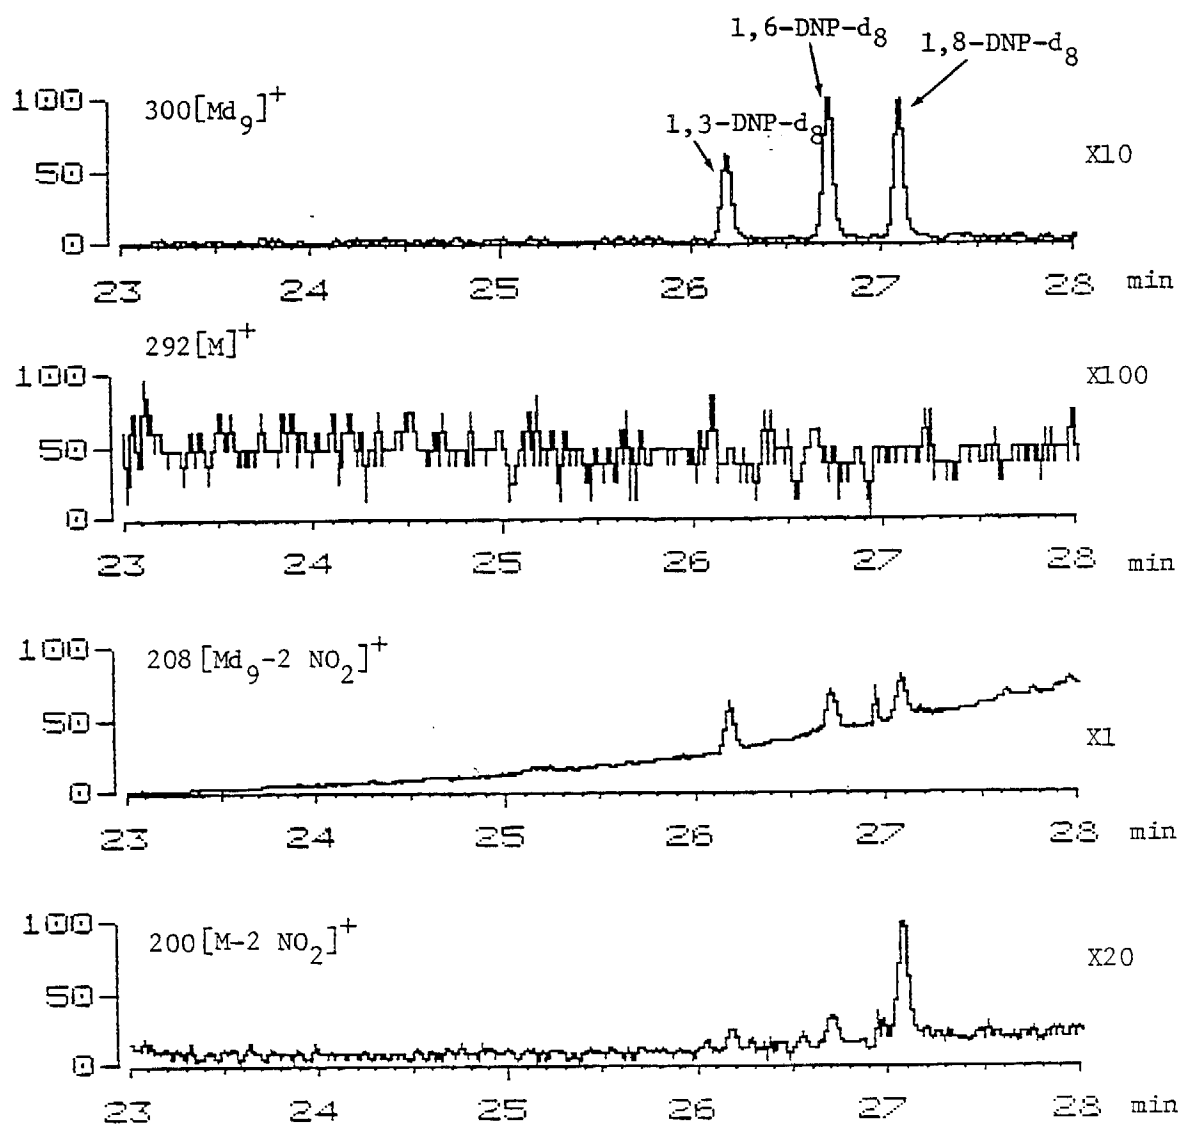 1,6-DNP-d8
1,8-DNP-d8
1,3-DNP-d8
300[Md9]+
X10
100
50
0
23 24 25 26 27 28 min
292[M]+
X100
100
50
0
23 24 25 26 27 28 min
208[Md9-2 NO2]+
X1
100
50
0
23 24 25 26 27 28 min
200[M-2 NO2]+
X20
100
50
0
23 24 25 26 27 28 min